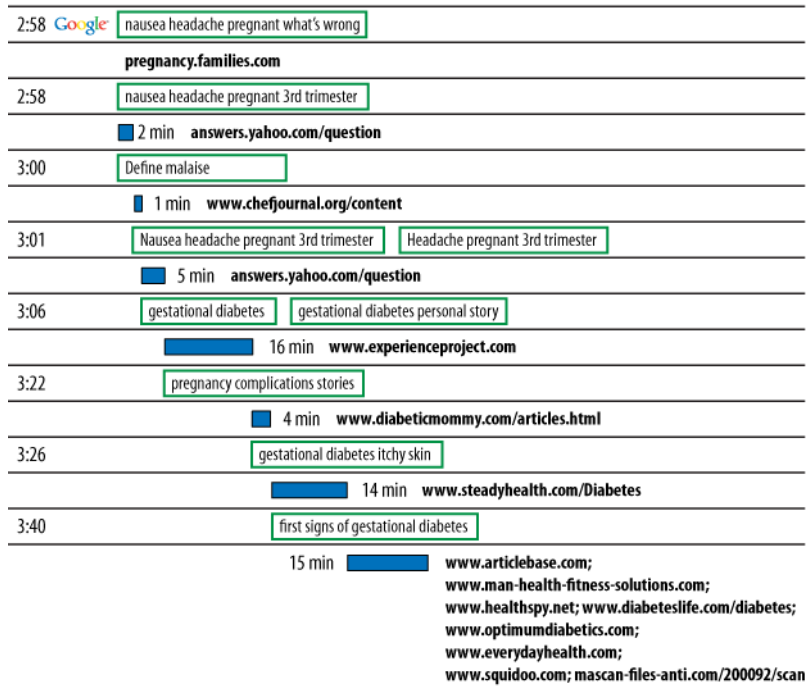 2:58 Google nausea headache pregnant what's wrong
pregnancy.families.com
2:58 nausea headache pregnant 3rd trimester
2 min answers.yahoo.com/question
3:00 Define malaise
1 min www.chefjournal.org/content
3:01 Nausea headache pregnant 3rd trimester Headache pregnant 3rd trimester
5 min answers.yahoo.com/question
3:06 gestational diabetes gestational diabetes personal story
16 min www.experienceproject.com
3:22 pregnancy complications stories
4 min www.diabeticmommy.com/articles.html
3:26 gestational diabetes itchy skin
14 min www.steadyhealth.com/Diabetes
3:40 first signs of gestational diabetes
15 min www.articlebase.com;
www.man-health-fitness-solutions.com;
www.healthspy.net; www.diabeteslife.com/diabetes;
www.optimumdiabetics.com;
www.everydayhealth.com;
www.squidoo.com; mascan-files-anti.com/200092/scan